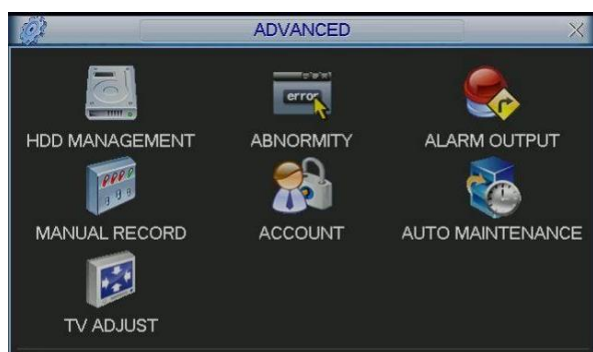 ADVANCED
error
HDD MANAGEMENT ABNORMITY ALARM OUTPUT
MANUAL RECORD ACCOUNT AUTO MAINTENANCE
TV ADJUST